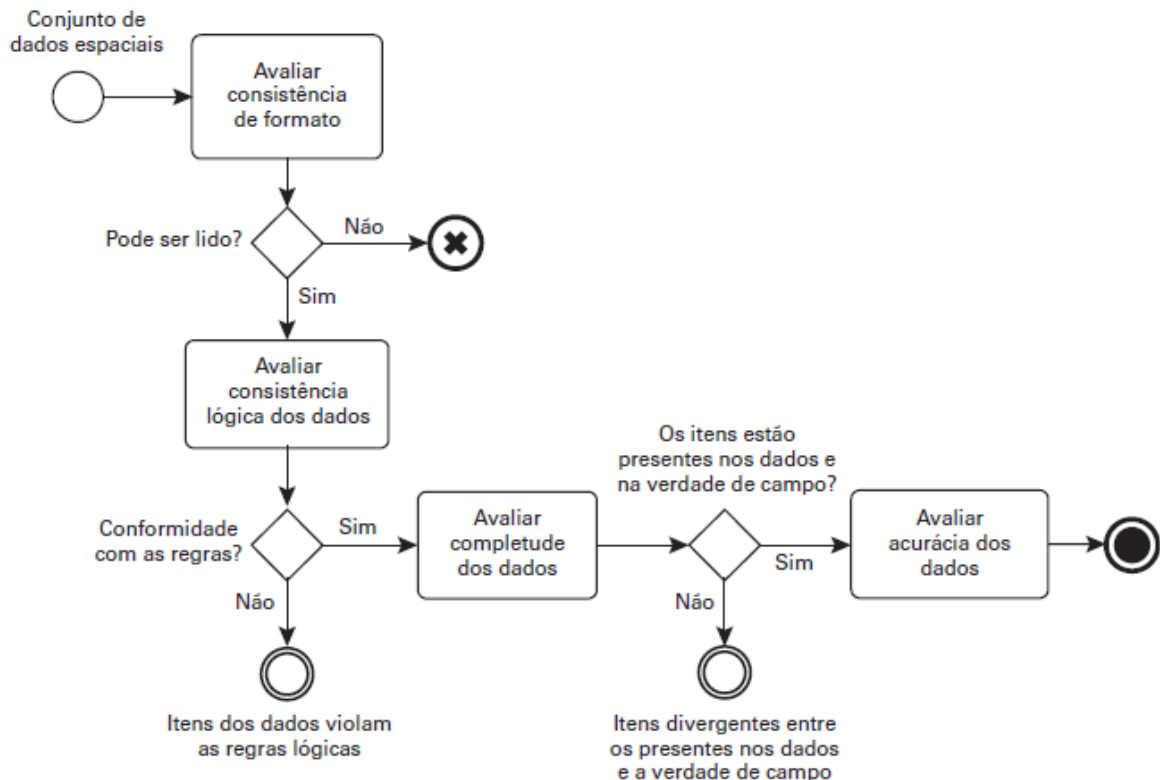 Conjunto de
dados espaciais
Avaliar
consistência
de formato
Pode ser lido?
Não
Sim
Avaliar
consistência
lógica dos dados
Conformidade
com as regras?
Sim
Não
Itens dos dados violam
as regras lógicas
Avaliar
completude
dos dados
Os itens estão
presentes nos dados e
na verdade de campo?
Sim
Não
Itens divergentes entre
os presentes nos dados
e a verdade de campo
Avaliar
acurácia dos
dados